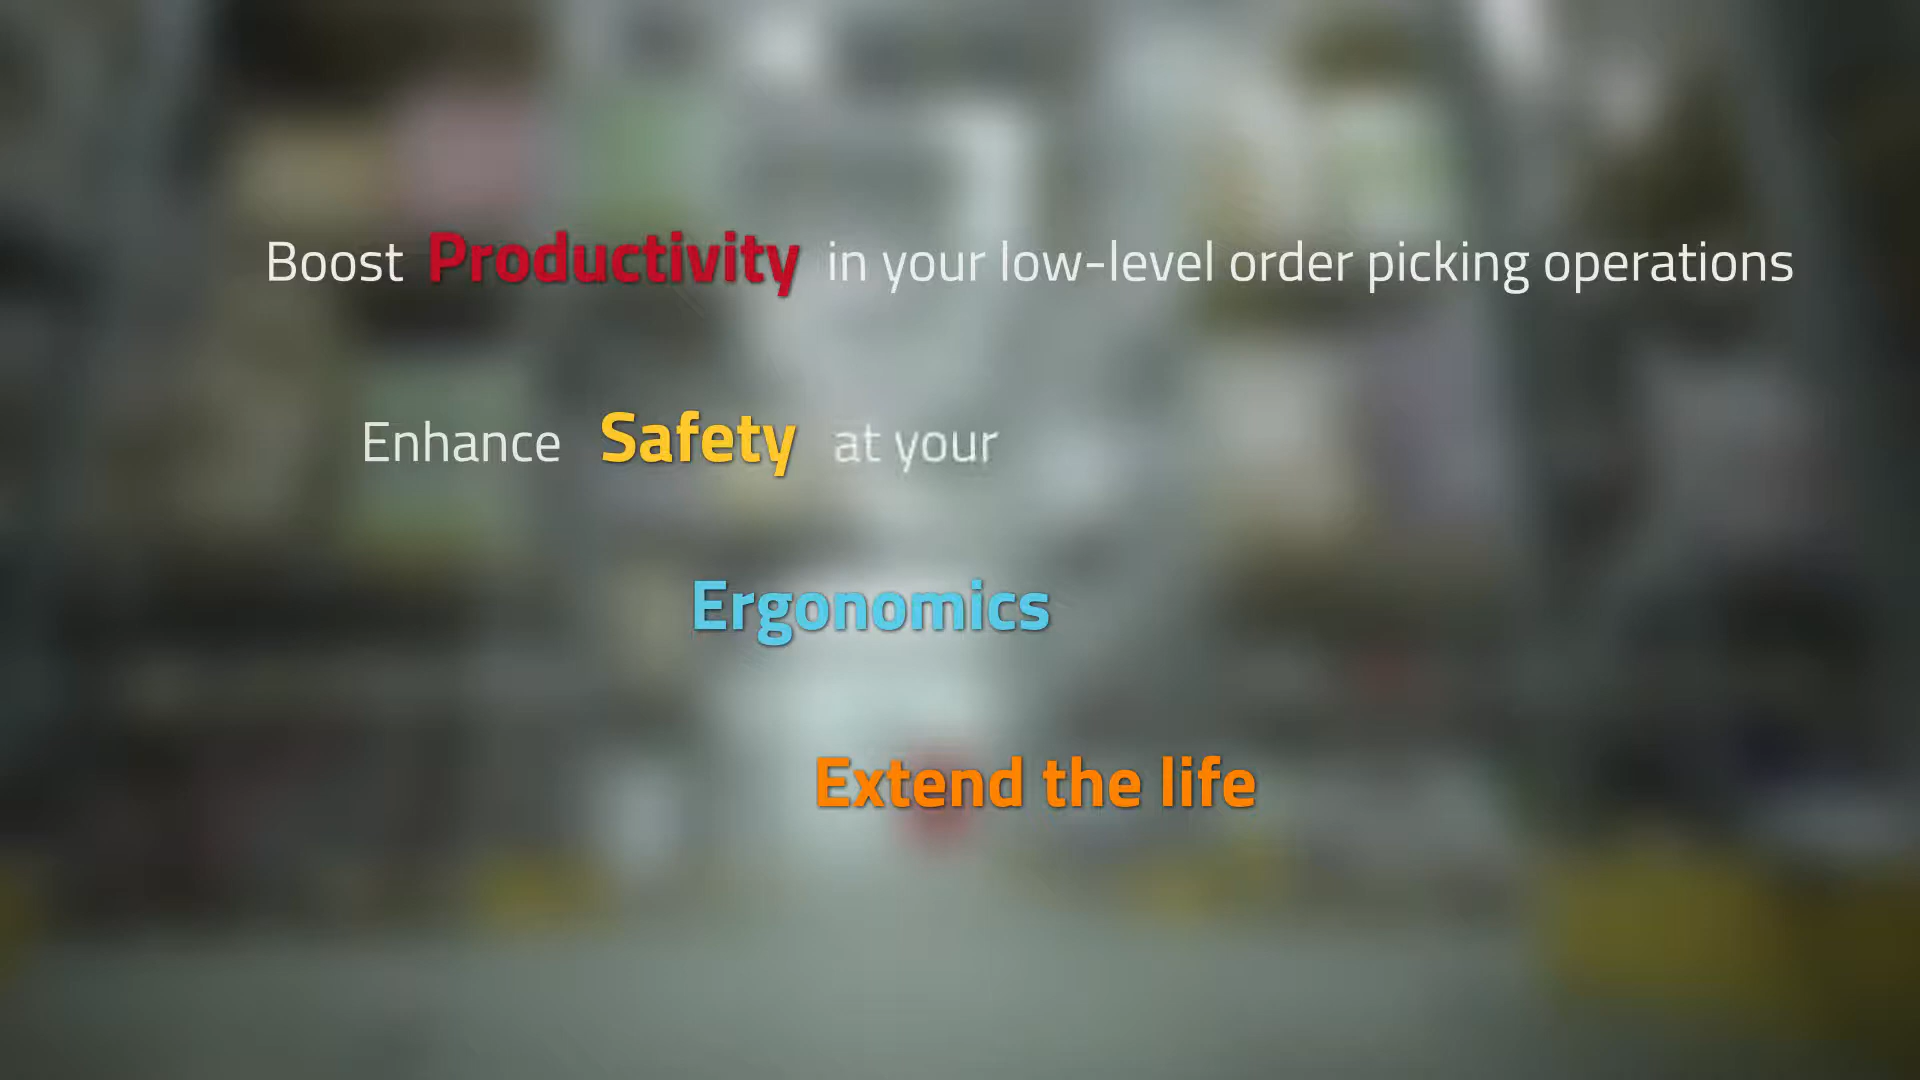 Boost Productivity in your low-level order picking operations
Enhance Safety at your
Ergonomics
Extend the life